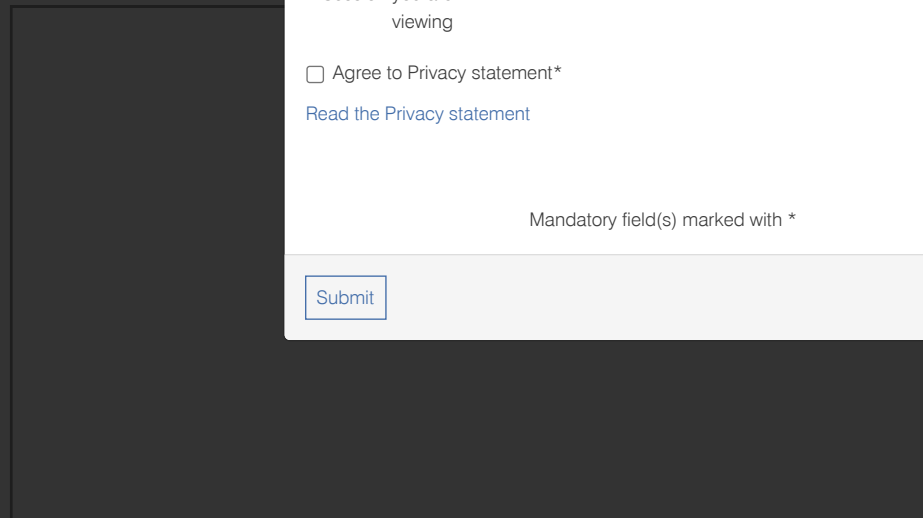 viewing
Agree to Privacy statement*
Read the Privacy statement
Mandatory field(s) marked with *
Submit